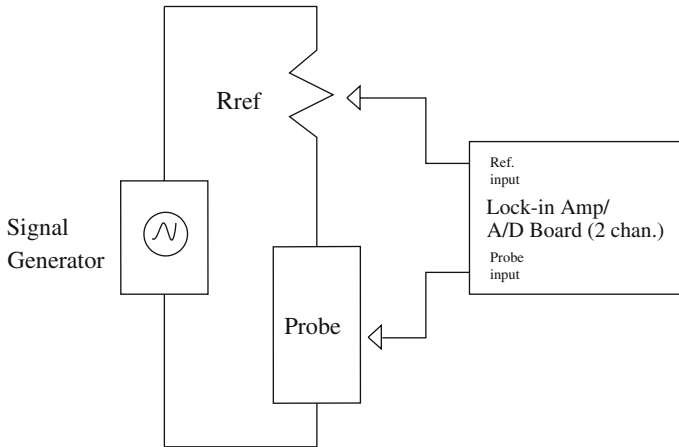 Rref
Ref.
input
Lock-in Amp/
A/D Board (2 chan.)
Probe
input
Signal
Generator
Probe